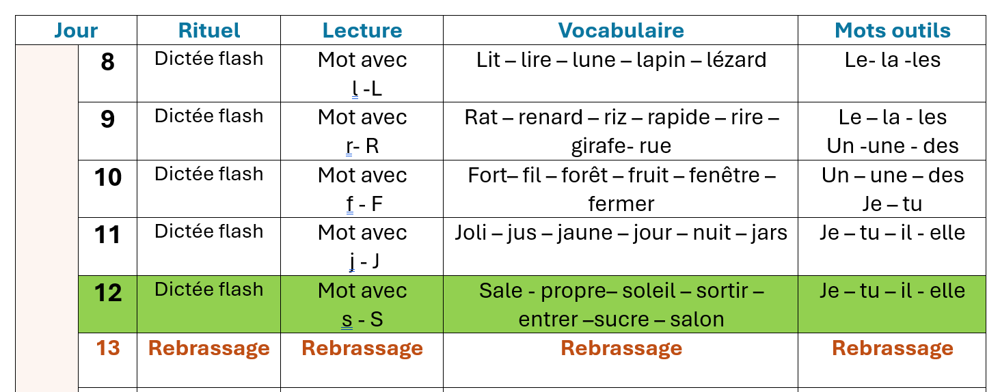 Jour Rituel Lecture Vocabulaire Mots outils
8 Dictée flash Mot avec Lit – lire – lune – lapin – lézard Le- la -les
l -L
9 Dictée flash Mot avec Rat – renard – riz – rapide – rire – Le – la - les
r- R girafe- rue Un -une - des
10 Dictée flash Mot avec Fort– fil – forêt – fruit – fenêtre – Un – une – des
f - F fermer Je – tu
11 Dictée flash Mot avec Joli – jus – jaune – jour – nuit – jars Je – tu – il - elle
j - J
12 Dictée flash Mot avec Sale - propre– soleil – sortir – Je – tu – il - elle
s - S entrer –sucre – salon
13 Rebrassage Rebrassage Rebrassage Rebrassage